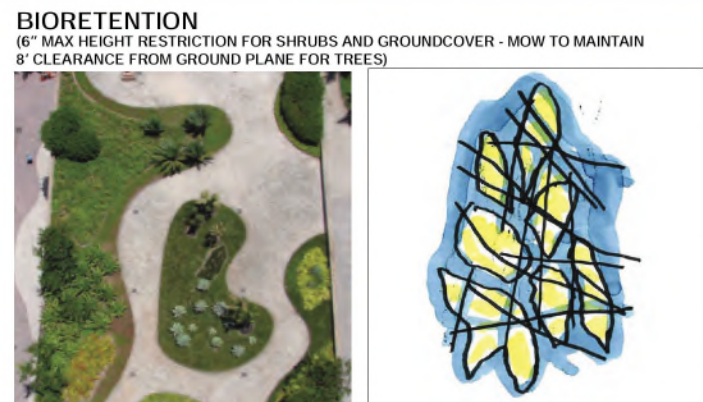 BIORETENTION
(6" MAX HEIGHT RESTRICTION FOR SHRUBS AND GROUNDCOVER - MOW TO MAINTAIN
8' CLEARANCE FROM GROUND PLANE FOR TREES)